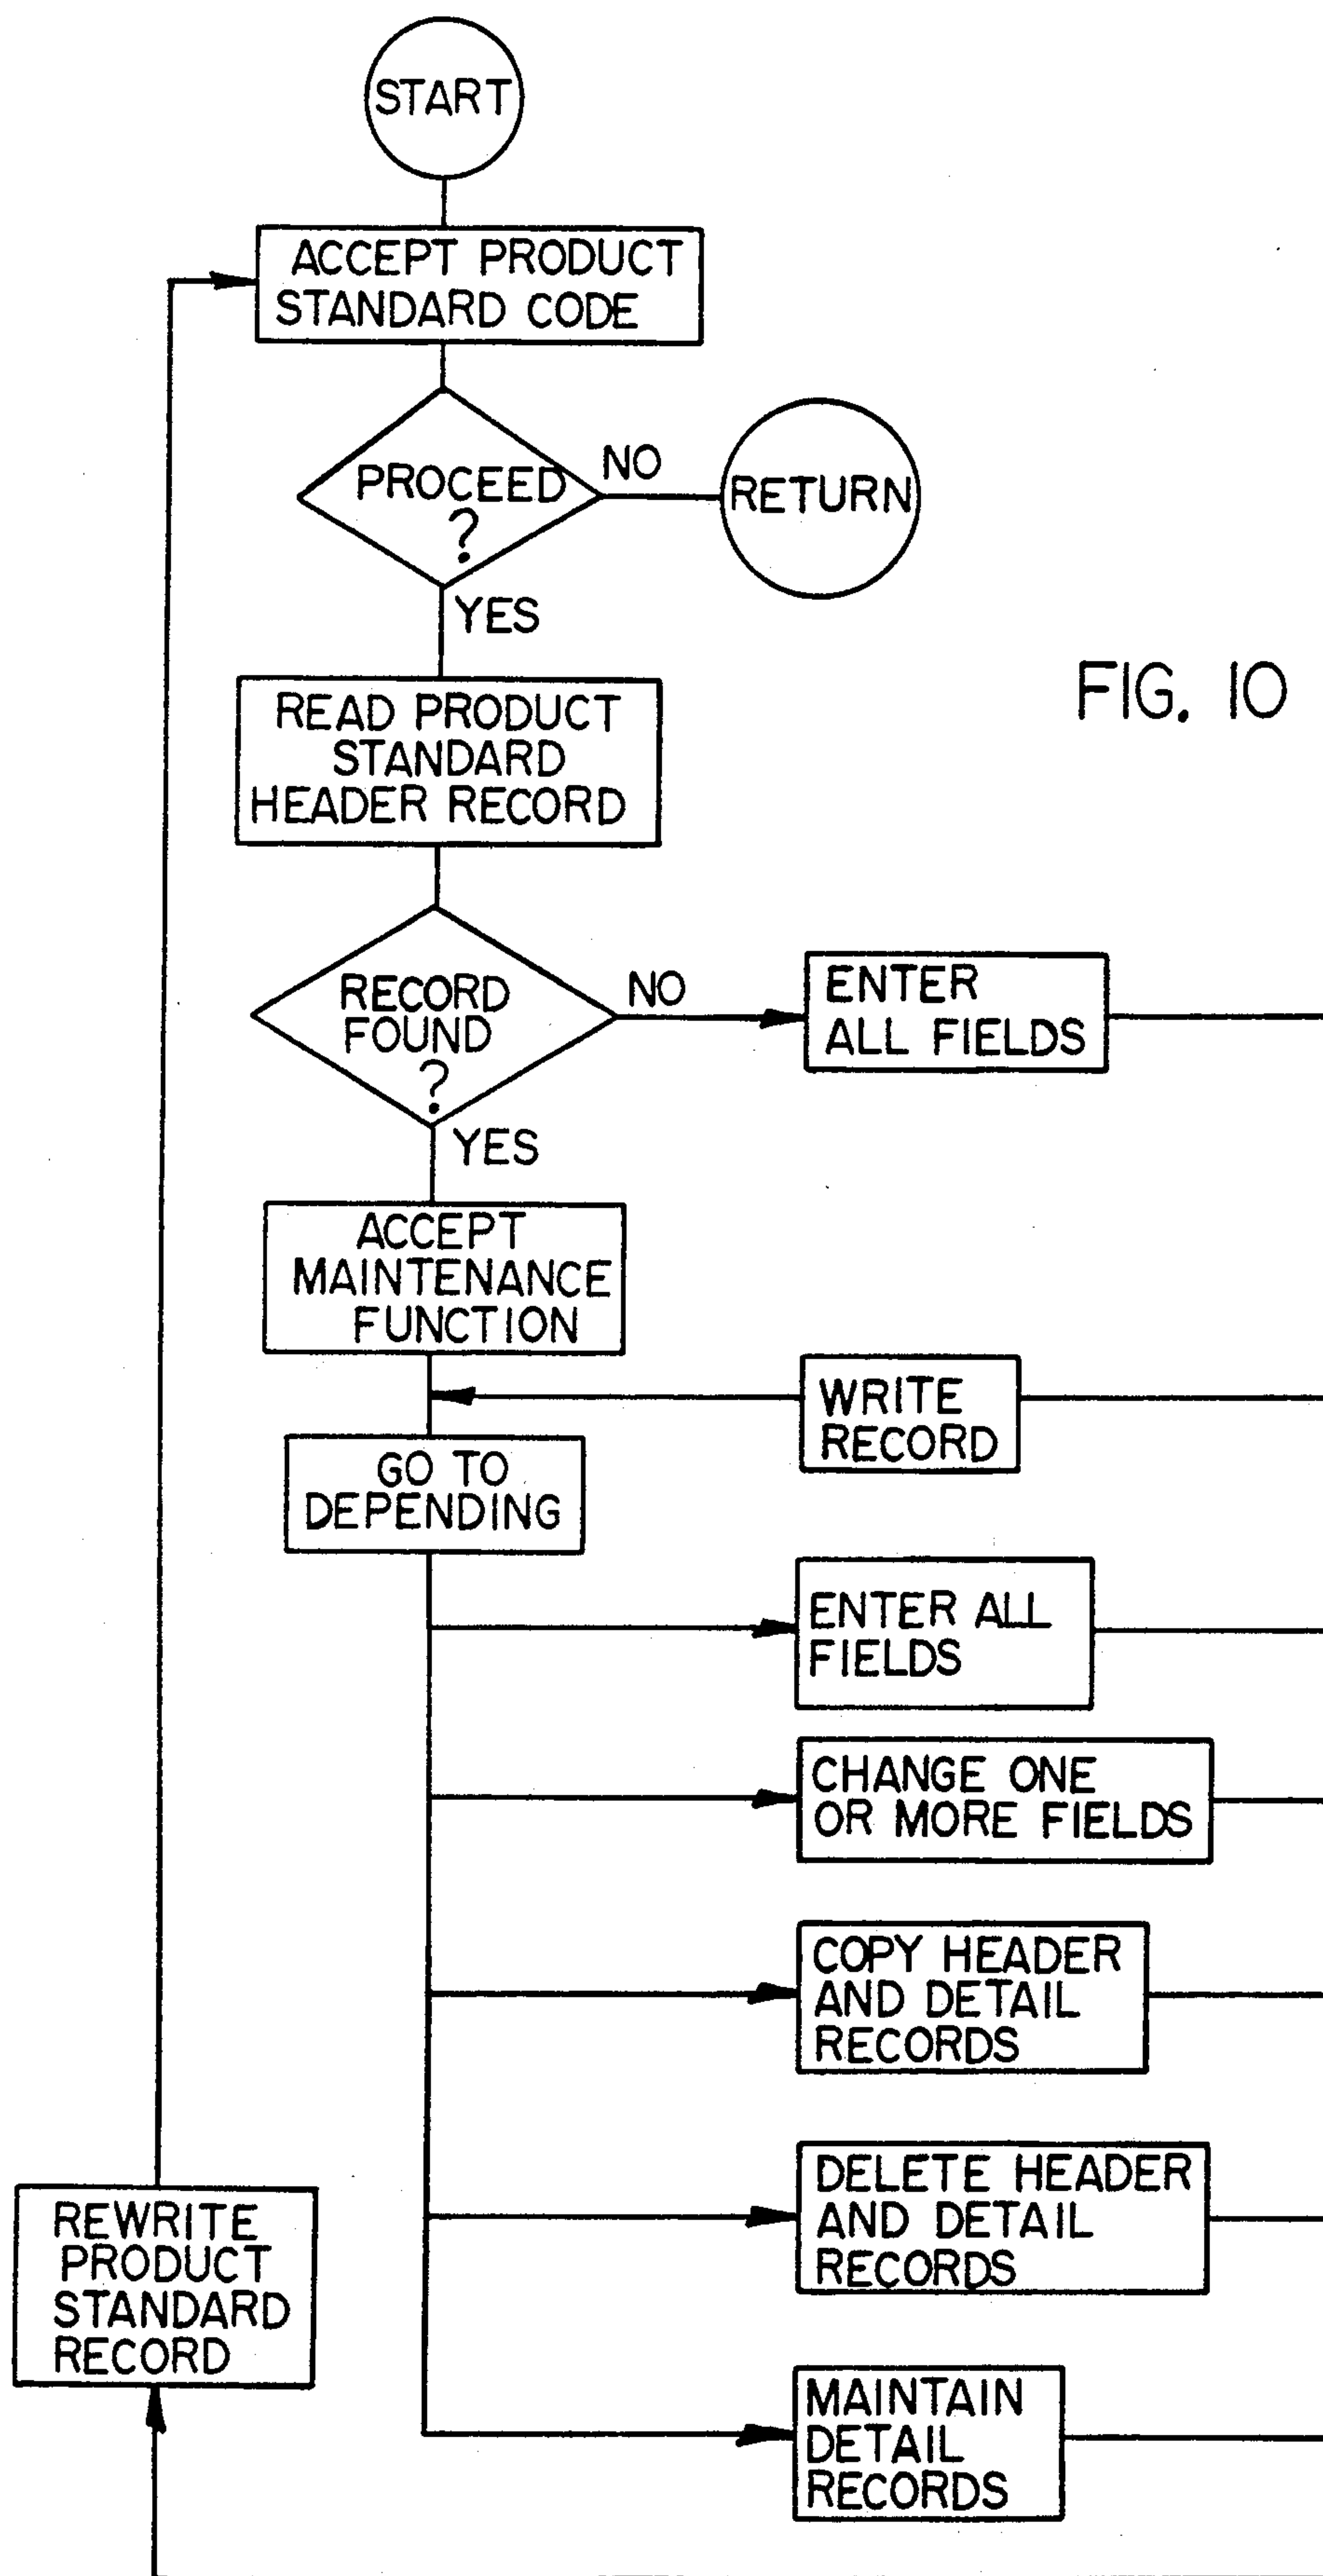 START
ACCEPT PRODUCT
STANDARD CODE
PROCEED
?
NO
RETURN
YES
FIG. 10
READ PRODUCT
STANDARD
HEADER RECORD
RECORD
FOUND
?
NO
ENTER
ALL FIELDS
YES
ACCEPT
MAINTENANCE
FUNCTION
WRITE
RECORD
GO TO
DEPENDING
ENTER ALL
FIELDS
CHANGE ONE
OR MORE FIELDS
COPY HEADER
AND DETAIL
RECORDS
DELETE HEADER
AND DETAIL
RECORDS
REWRITE
PRODUCT
STANDARD
RECORD
MAINTAIN
DETAIL
RECORDS